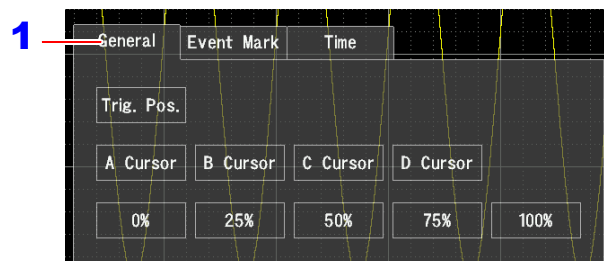 1
General Event Mark Time
Trig. Pos.
A Cursor B Cursor C Cursor D Cursor
0% 25% 50% 75% 100%